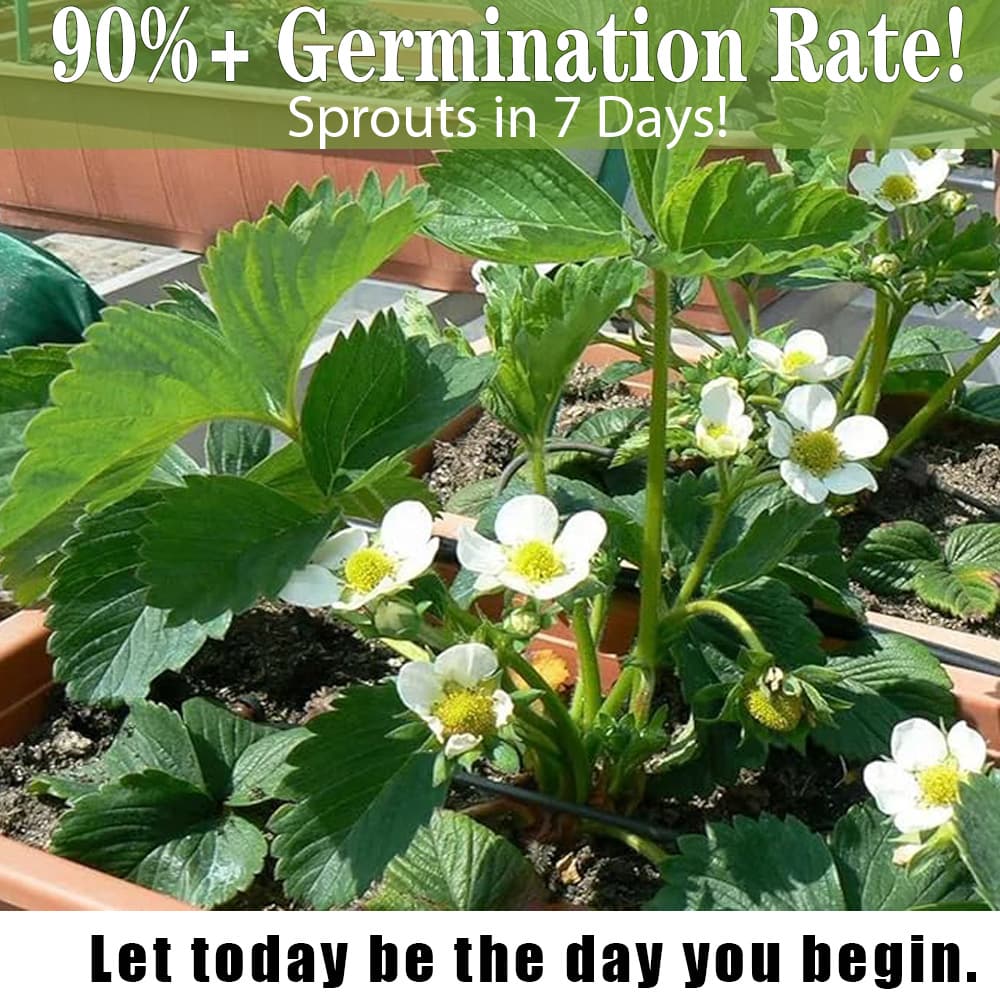 90%+ Germination Rate!
Sprouts in 7 Days!
Let today be the day you begin.